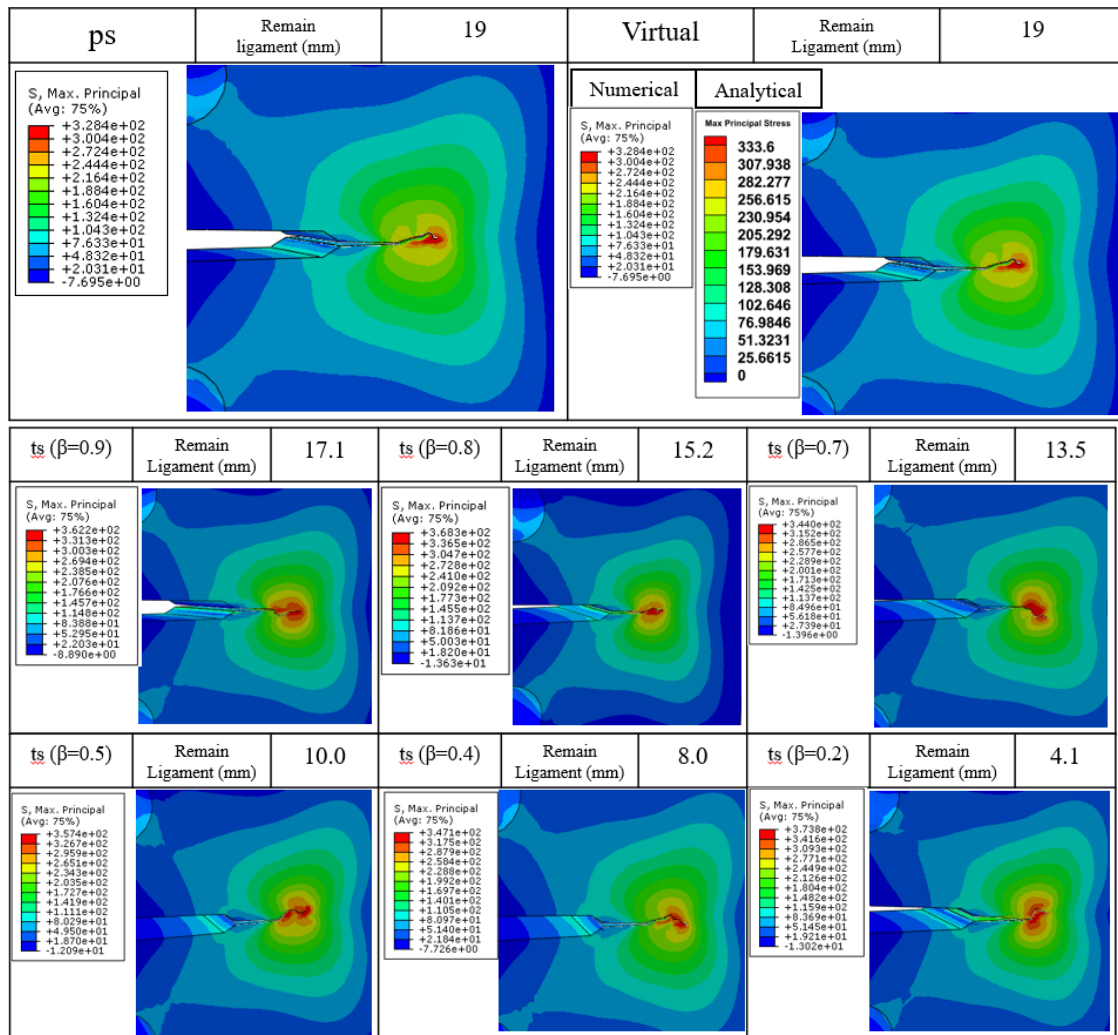 ps
Remain
ligament (mm)
19
Virtual
Remain
Ligament (mm)
19
S, Max. Principal
(Avg: 75%)
+3.284e+02
+3.004e+02
+2.724e+02
+2.444e+02
+2.164e+02
+1.884e+02
+1.604e+02
+1.324e+02
+1.043e+02
+7.633e+01
+4.832e+01
+2.031e+01
-7.695e+00
Numerical
Analytical
S, Max. Principal
(Avg: 75%)
+3.284e+02
+3.004e+02
+2.724e+02
+2.444e+02
+2.164e+02
+1.884e+02
+1.604e+02
+1.324e+02
+1.043e+02
+7.633e+01
+4.832e+01
+2.031e+01
-7.695e+00
Max Principal Stress
333.6
307.938
282.277
256.615
230.954
205.292
179.631
153.969
128.308
102.646
76.9846
51.3231
25.6615
0
ts (β=0.9)
Remain
Ligament (mm)
17.1
ts (β=0.8)
Remain
Ligament (mm)
15.2
ts (β=0.7)
Remain
Ligament (mm)
13.5
S, Max. Principal
(Avg: 75%)
+3.622e+02
+3.313e+02
+3.003e+02
+2.694e+02
+2.385e+02
+2.076e+02
+1.766e+02
+1.457e+02
+1.148e+02
+8.388e+01
+5.295e+01
+2.203e+01
-8.890e+00
S, Max. Principal
(Avg: 75%)
+3.683e+02
+3.365e+02
+3.047e+02
+2.728e+02
+2.410e+02
+2.092e+02
+1.773e+02
+1.455e+02
+1.137e+02
+8.186e+01
+5.003e+01
+1.820e+01
-1.363e+01
S, Max. Principal
(Avg: 75%)
+3.440e+02
+3.152e+02
+2.865e+02
+2.577e+02
+2.289e+02
+2.001e+02
+1.713e+02
+1.425e+02
+1.137e+02
+8.496e+01
+5.618e+01
+2.739e+01
-1.396e+00
ts (β=0.5)
Remain
Ligament (mm)
10.0
ts (β=0.4)
Remain
Ligament (mm)
8.0
ts (β=0.2)
Remain
Ligament (mm)
4.1
S, Max. Principal
(Avg: 75%)
+3.574e+02
+3.267e+02
+2.959e+02
+2.651e+02
+2.343e+02
+2.035e+02
+1.727e+02
+1.419e+02
+1.111e+02
+8.029e+01
+4.950e+01
+1.870e+01
-1.209e+01
S, Max. Principal
(Avg: 75%)
+3.471e+02
+3.175e+02
+2.879e+02
+2.584e+02
+2.288e+02
+1.992e+02
+1.697e+02
+1.401e+02
+1.105e+02
+8.097e+01
+5.140e+01
+2.184e+01
-7.726e+00
S, Max. Principal
(Avg: 75%)
+3.738e+02
+3.416e+02
+3.093e+02
+2.771e+02
+2.449e+02
+2.126e+02
+1.804e+02
+1.482e+02
+1.159e+02
+8.369e+01
+5.145e+01
+1.921e+01
-1.302e+01